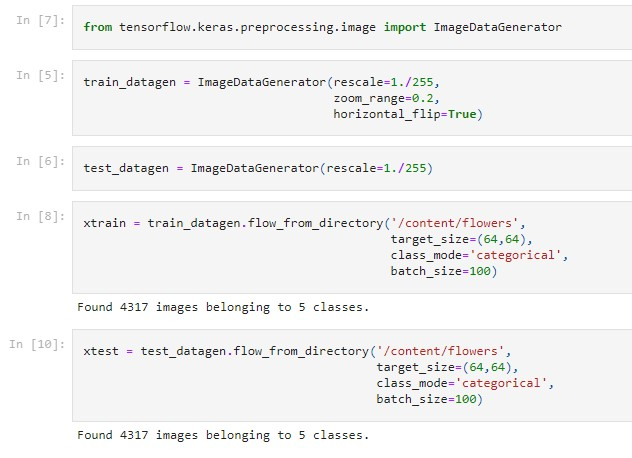 In [7]: from tensorflow.keras.preprocessing.image import ImageDataGenerator
In [5]: train_datagen = ImageDataGenerator(rescale=1./255,
zoom_range=0.2,
horizontal_flip=True)
In [6]: test_datagen = ImageDataGenerator(rescale=1./255)
In [8]: xtrain = train_datagen.flow_from_directory('/content/flowers',
target_size=(64,64),
class_mode='categorical',
batch_size=100)
Found 4317 images belonging to 5 classes.
In [10]: xtest = test_datagen.flow_from_directory('/content/flowers',
target_size=(64,64),
class_mode='categorical',
batch_size=100)
Found 4317 images belonging to 5 classes.